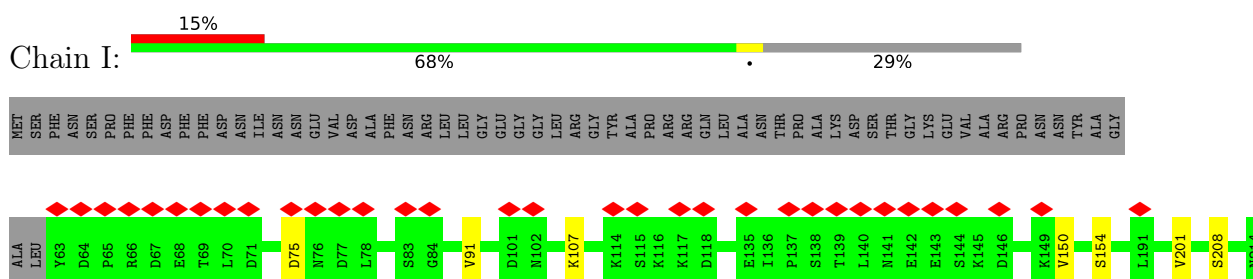 15%
Chain I:
68% • 29%
MET SER PHE ASN SER PRO PHE PHE ASP PHE PHE ASP ASN ILE ASN ASN GLU VAL ASP ALA PHE ASN ARG LEU LEU GLY GLU GLY GLY LEU ARG GLY TYR ALA PRO ARG ARG GLN LEU ALA ASN THR PRO ALA LYS ASP SER THR GLY LYS GLU VAL ALA ARG PRO ASN ASN TYR ALA GLY
ALA LEU Y63 D64 P65 R66 D67 E68 T69 L70 D71 D75 N76 D77 L78 S83 G84 V91 D101 N102 K107 K114 S115 K116 K117 D118 E135 I136 P137 S138 T139 L140 N141 E142 E143 S144 K145 D146 K149 V150 S154 L191 V201 S208